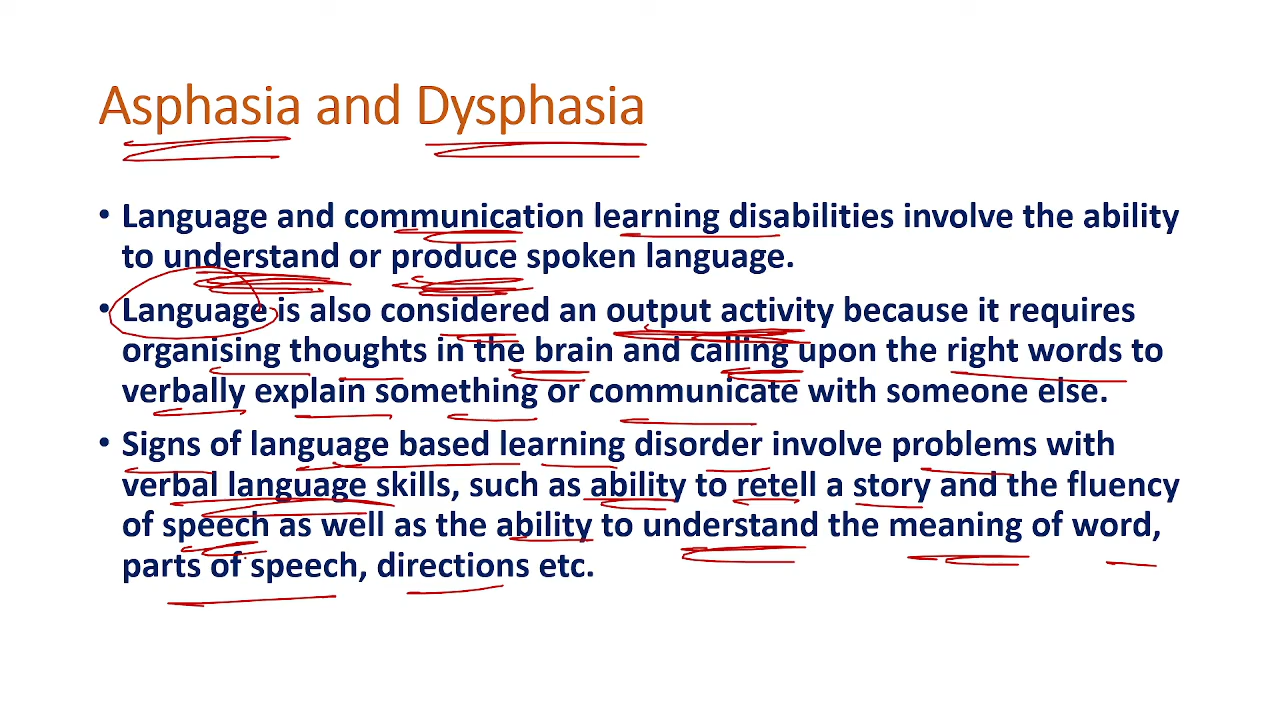 Asphasia and Dysphasia
• Language and communication learning disabilities involve the ability
to understand or produce spoken language.
• Language is also considered an output activity because it requires
organising thoughts in the brain and calling upon the right words to
verbally explain something or communicate with someone else.
• Signs of language based learning disorder involve problems with
verbal language skills, such as ability to retell a story and the fluency
of speech as well as the ability to understand the meaning of word,
parts of speech, directions etc.